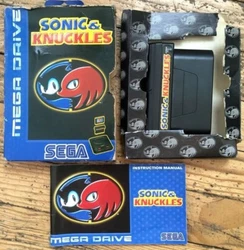 MEGA DRIVE
SONIC &
KNUCKLES
SEGA
SONIC &
KNUCKLES
INSTRUCTION MANUAL
SONIC &
KNUCKLES
MEGA DRIVE
SEGA